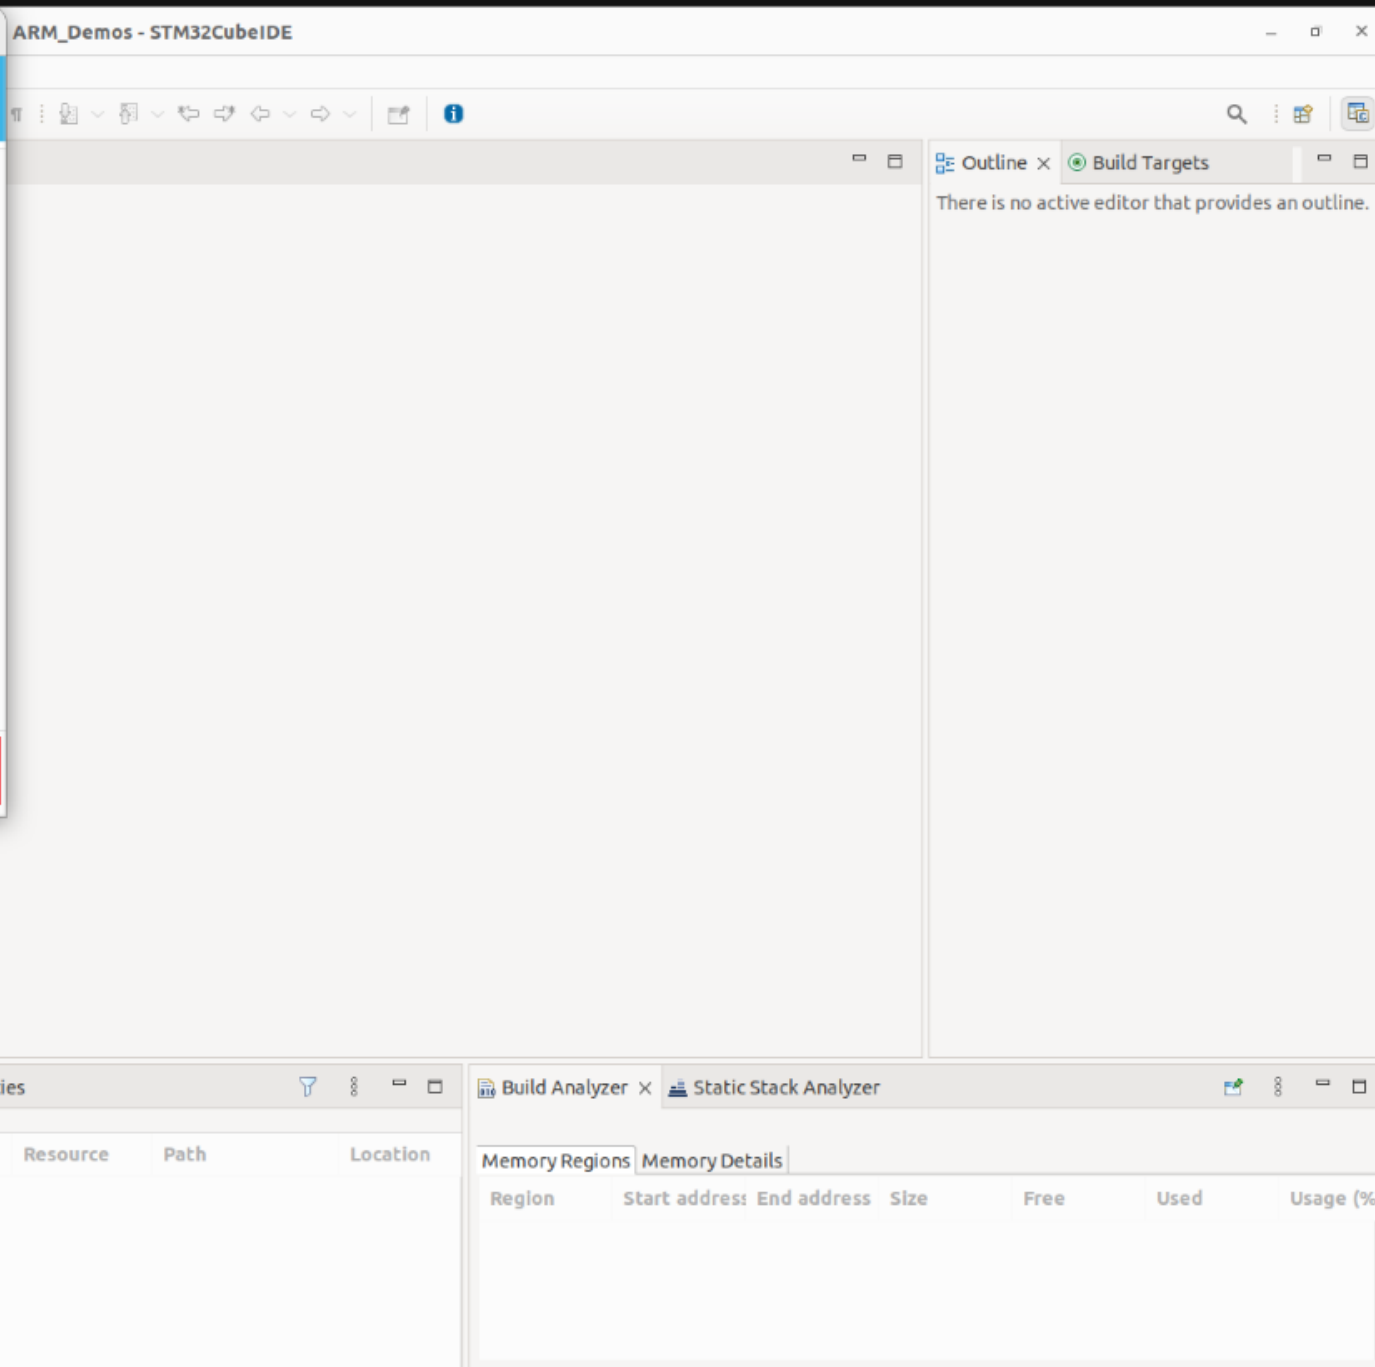 ARM_Demos - STM32CubeIDE
Outline Build Targets
There is no active editor that provides an outline.
ies
Build Analyzer Static Stack Analyzer
Resource Path Location
Memory Regions Memory Details
Region Start address End address Size Free Used Usage (%